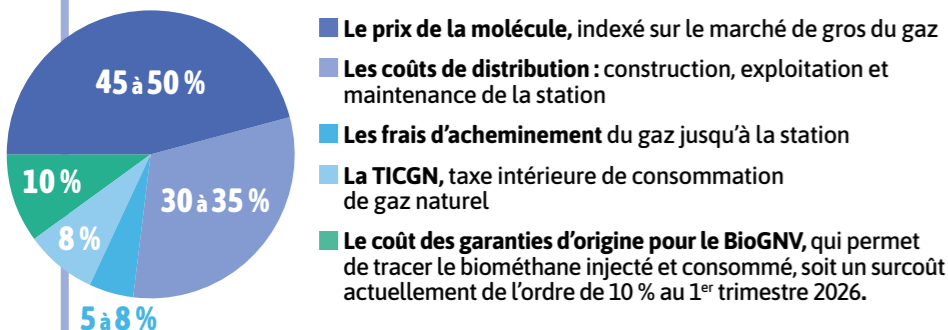 45 à 50 %
10 %
30 à 35 %
8 %
5 à 8 %
Le prix de la molécule, indexé sur le marché de gros du gaz
Les coûts de distribution : construction, exploitation et
maintenance de la station
Les frais d’acheminement du gaz jusqu’à la station
La TICGN, taxe intérieure de consommation
de gaz naturel
Le coût des garanties d’origine pour le BioGNV, qui permet
de tracer le biométhane injecté et consommé, soit un surcoût
actuellement de l’ordre de 10 % au 1er trimestre 2026.